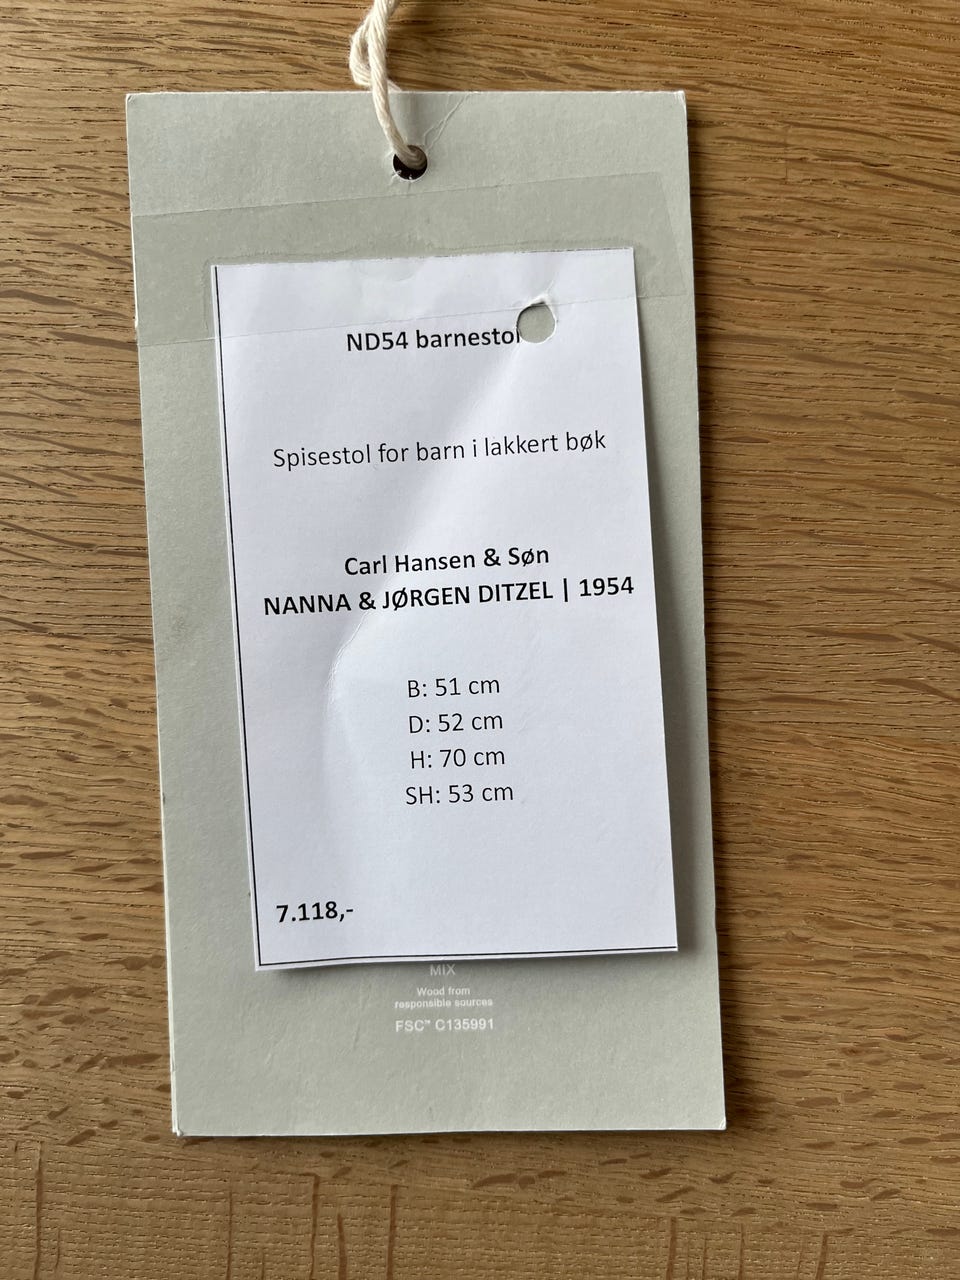 ND54 barnestol
Spisestol for barn i lakkert bøk
Carl Hansen & Søn
NANNA & JØRGEN DITZEL | 1954
B: 51 cm
D: 52 cm
H: 70 cm
SH: 53 cm
7.118,-
MIX
Wood from
responsible sources
FSC™ C135991